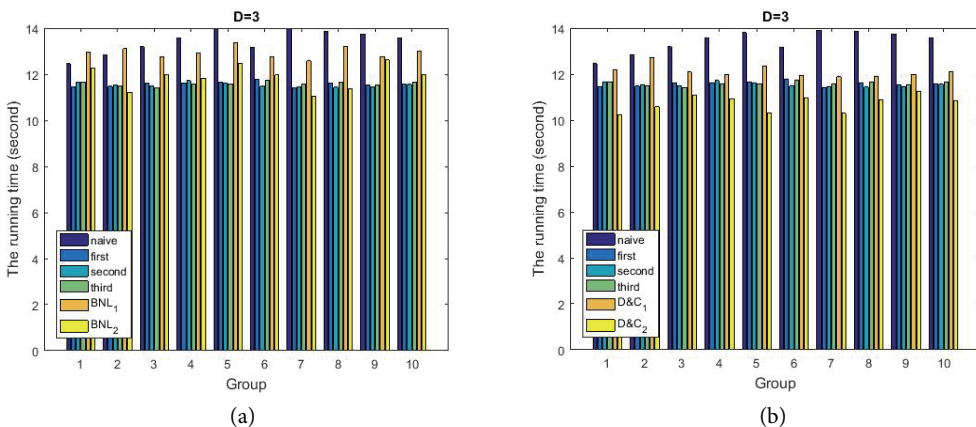 D=3
The running time (second)
14
12
10
8
6
4
2
0
naive
first
second
third
BNL1
BNL2
1 2 3 4 5 6 7 8 9 10
Group
(a)
D=3
The running time (second)
14
12
10
8
6
4
2
0
naive
first
second
third
D&C1
D&C2
1 2 3 4 5 6 7 8 9 10
Group
(b)